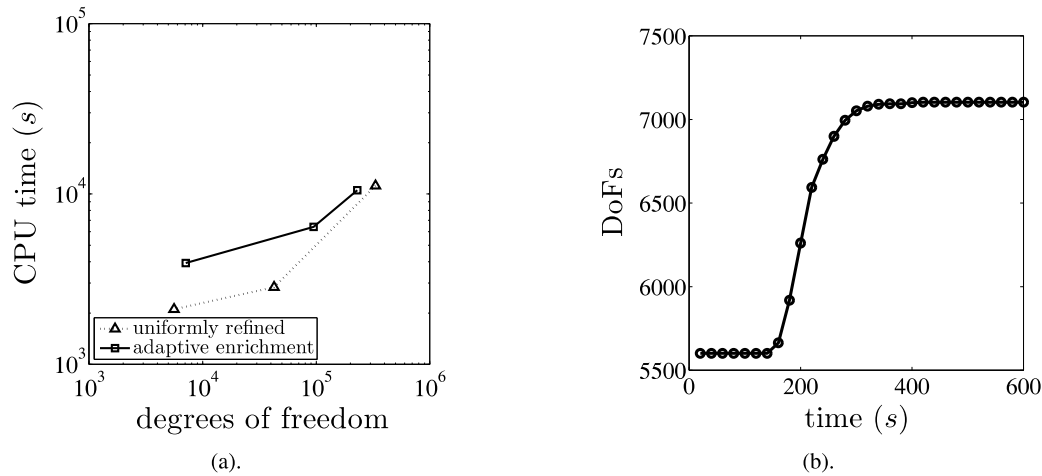 10^5
10^4
10^3
CPU time (s)
uniformly refined
adaptive enrichment
10^3 10^4 10^5 10^6
degrees of freedom
(a).
7500
7000
6500
6000
5500
DoFs
0 200 400 600
time (s)
(b).